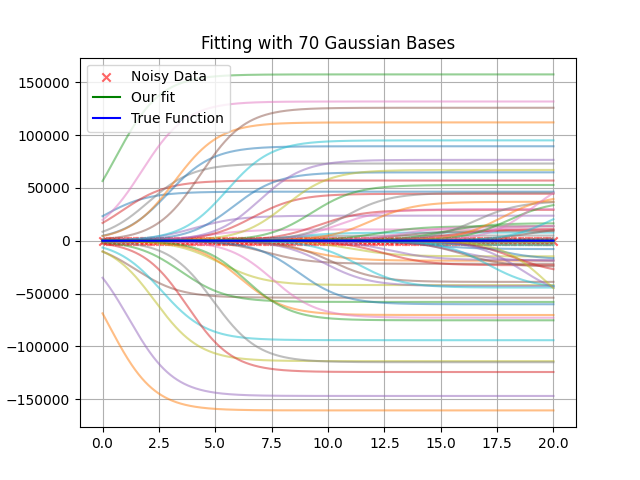 Fitting with 70 Gaussian Bases
Noisy Data
Our fit
True Function
150000
100000
50000
0
−50000
−100000
−150000
0.0 2.5 5.0 7.5 10.0 12.5 15.0 17.5 20.0